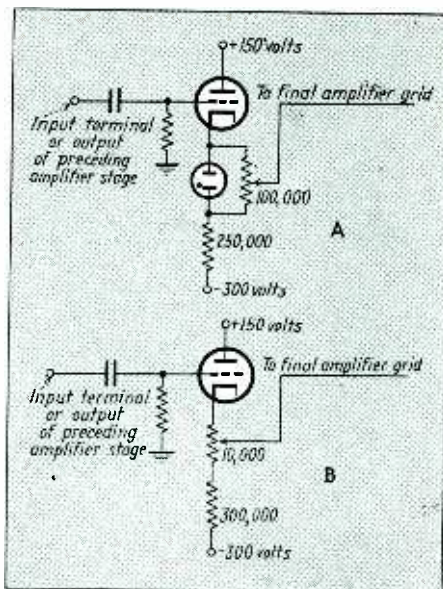 +150 volts
To final amplifier grid
Input terminal
or output
of preceding
amplifier stage
100,000
A
250,000
-300 volts
+150 volts
To final amplifier grid
Input terminal
or output
of preceding
amplifier stage
10,000
B
300,000
-300 volts